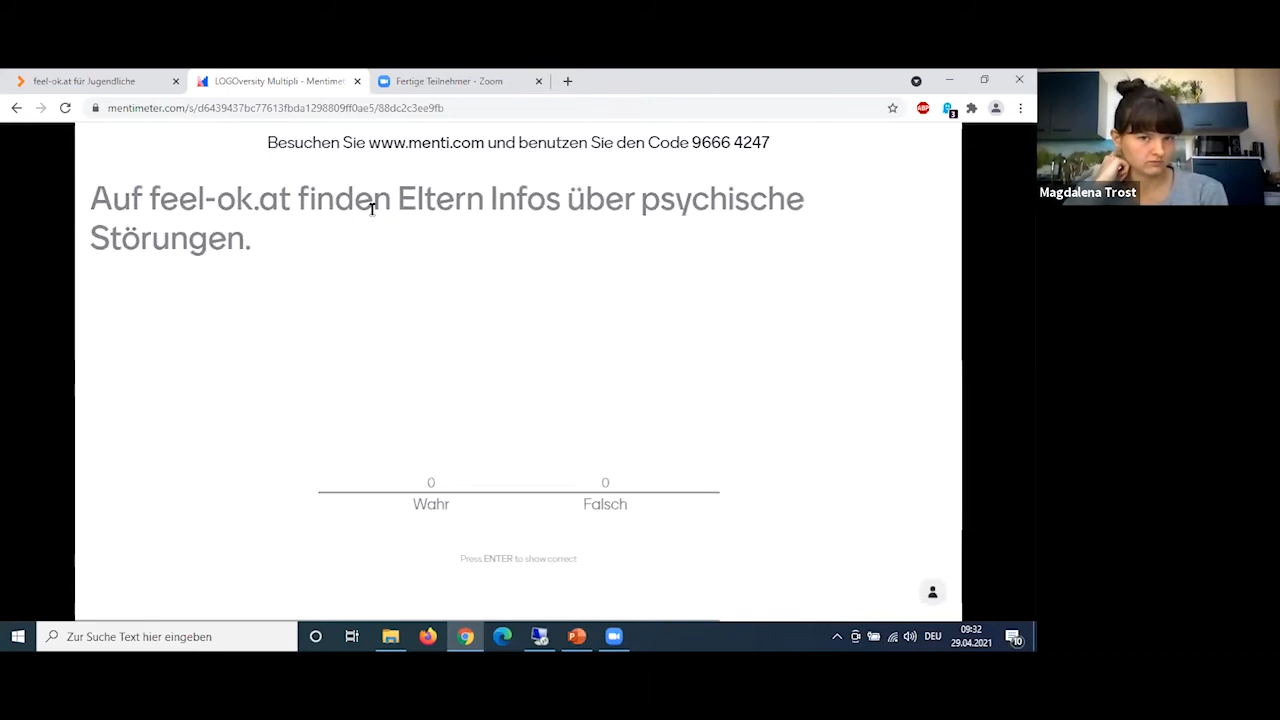 feel-ok.at für Jugendliche
LOGOversity Multipli - Mentimet
Fertige Teilnehmer - Zoom
mentimeter.com/s/d6439437bc77613fbda1298809ff0ae5/88dc2c3ee9fb
ABP
3
Besuchen Sie www.menti.com und benutzen Sie den Code 9666 4247
Auf feel-ok.at finden Eltern Infos über psychische
Störungen.
0
0
Wahr
Falsch
Press ENTER to show correct
Magdalena Trost
Zur Suche Text hier eingeben
DEU
09:32
29.04.2021
10